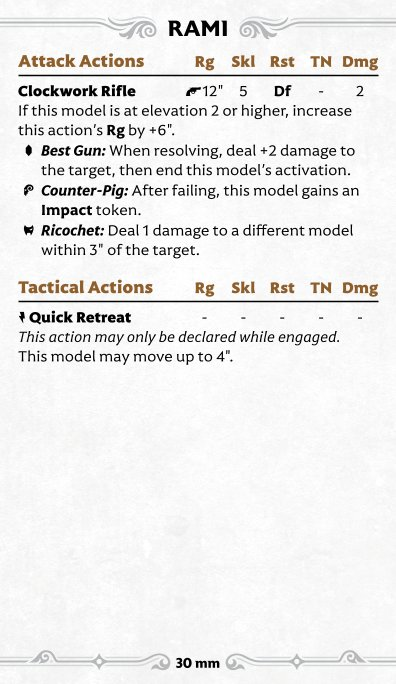 RAMI
Attack Actions Rg Skl Rst TN Dmg
Clockwork Rifle 12" 5 Df - 2
If this model is at elevation 2 or higher, increase
this action's Rg by +6".
Best Gun: When resolving, deal +2 damage to
the target, then end this model's activation.
Counter-Pig: After failing, this model gains an
Impact token.
Ricochet: Deal 1 damage to a different model
within 3" of the target.
Tactical Actions Rg Skl Rst TN Dmg
Quick Retreat - - - - -
This action may only be declared while engaged.
This model may move up to 4".
30 mm